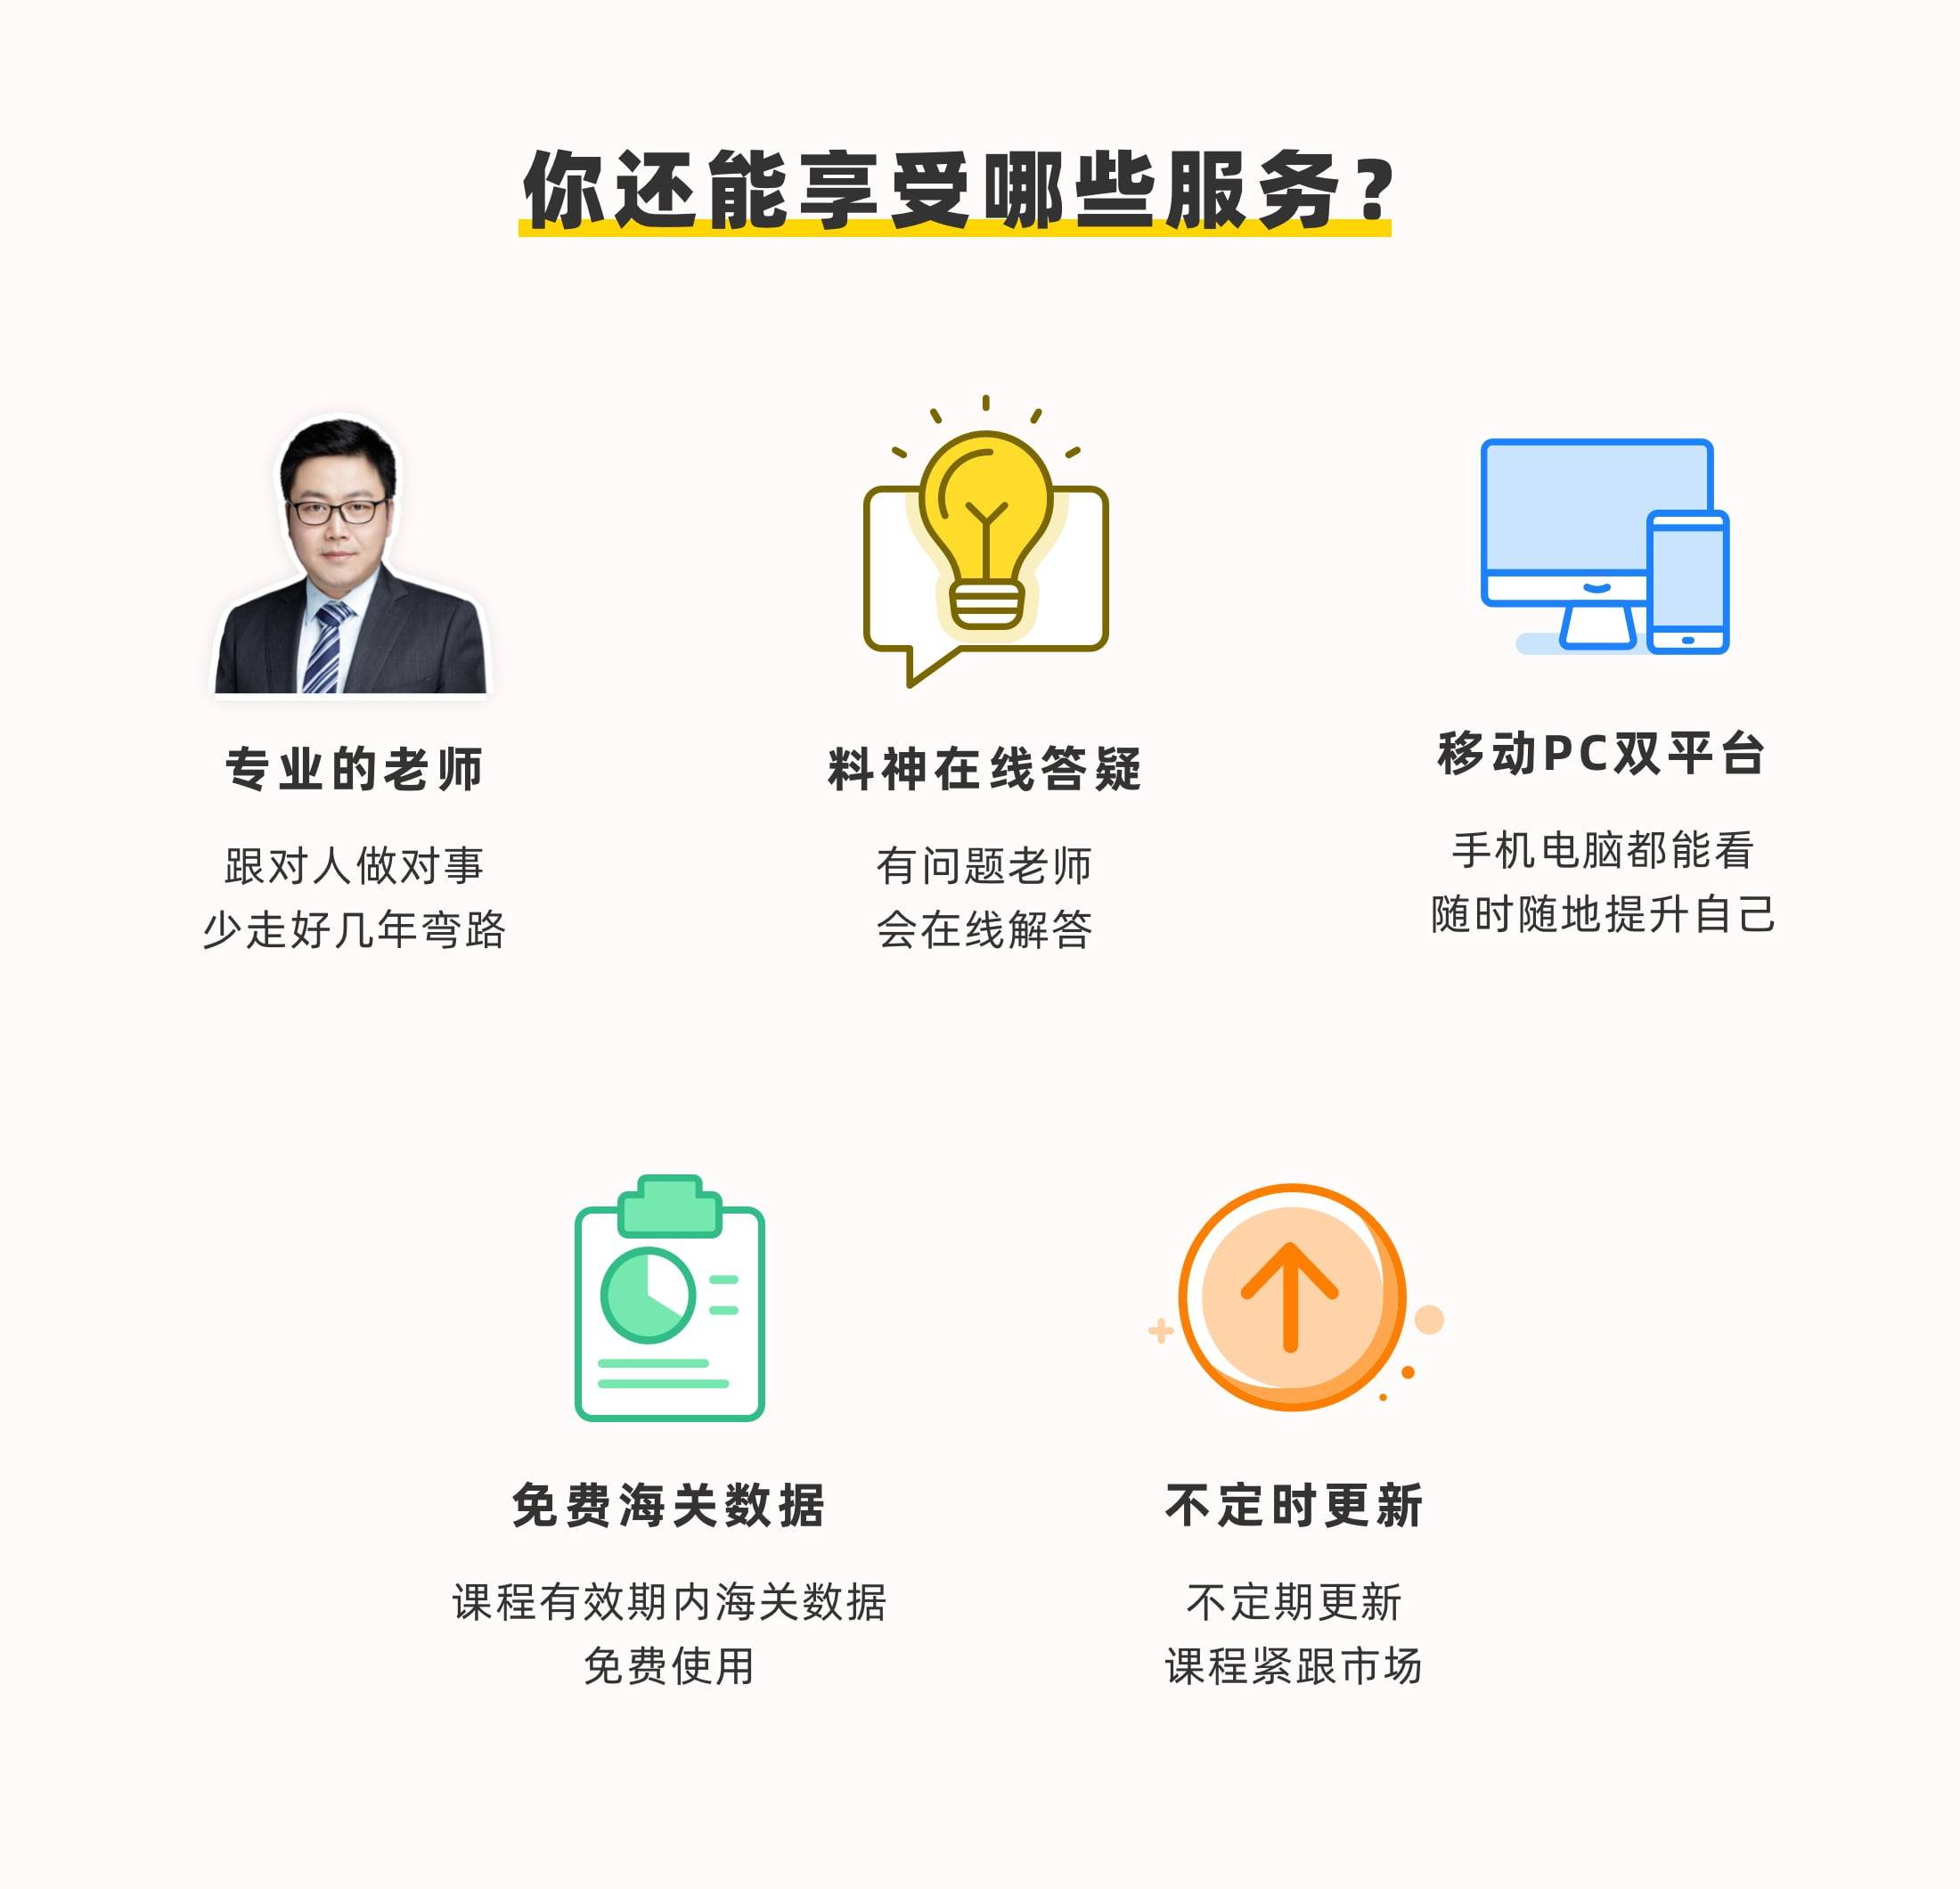 你还能享受哪些服务？
专业的老师
跟对人做对事
少走好几年弯路
料神在线答疑
有问题老师
会在线解答
移动PC双平台
手机电脑都能看
随时随地提升自己
免费海关数据
课程有效期内海关数据
免费使用
不定时更新
不定期更新
课程紧跟市场